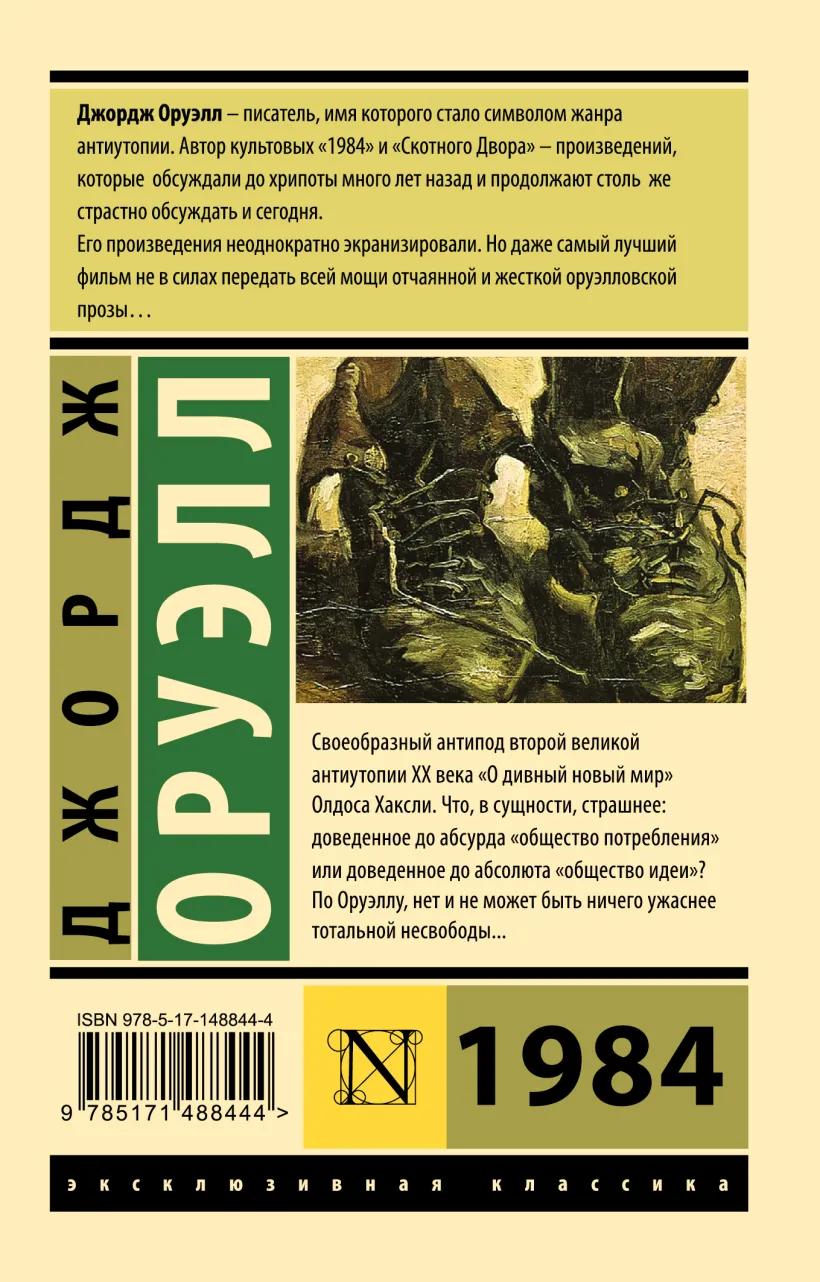 Джордж Оруэлл – писатель, имя которого стало символом жанра
антиутопии. Автор культовых «1984» и «Скотного Двора» – произведений,
которые обсуждали до хрипоты много лет назад и продолжают столь же
страстно обсуждать и сегодня.
Его произведения неоднократно экранизировали. Но даже самый лучший
фильм не в силах передать всей мощи отчаянной и жесткой оруэлловской
прозы...
ДЖОРДЖ
ОРУЭЛЛ
Своеобразный антипод второй великой
антиутопии XX века «О дивный новый мир»
Олдоса Хаксли. Что, в сущности, страшнее:
доведенное до абсурда «общество потребления»
или доведенное до абсолюта «общество идеи»?
По Оруэллу, нет и не может быть ничего ужаснее
тотальной несвободы...
ISBN 978-5-17-148844-4
9 785171 488444 >
N
1984
эксклюзивная классика